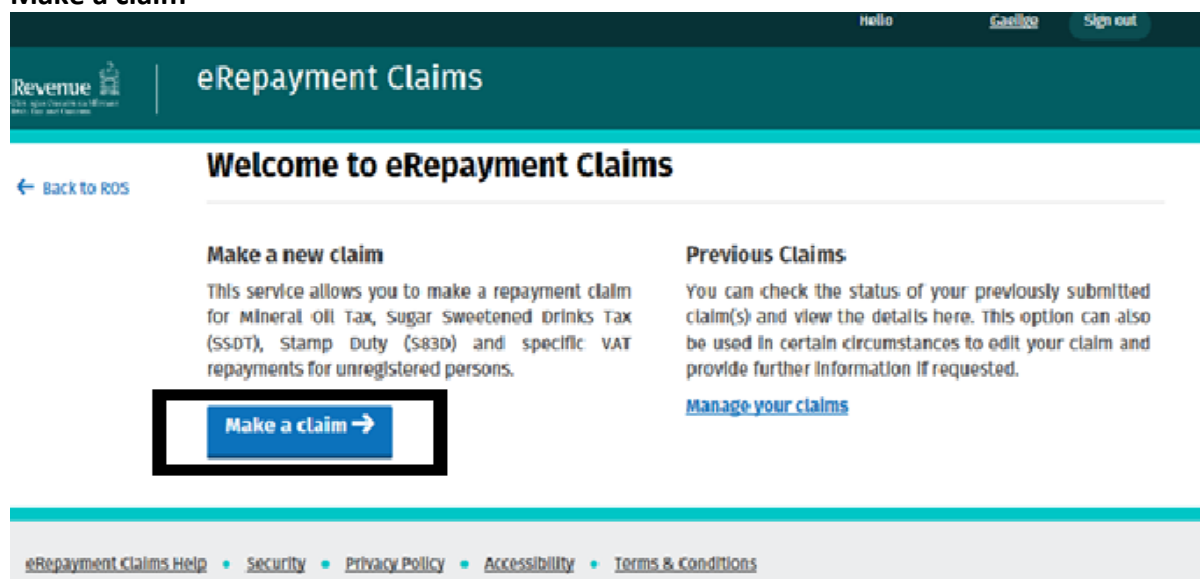 Make a claim
Hello Gaeilge Sign out
Revenue
eRepayment Claims
← Back to ROS
Welcome to eRepayment Claims
Make a new claim
This service allows you to make a repayment claim
for Mineral Oil Tax, Sugar Sweetened Drinks Tax
(SSDT), Stamp Duty (S83D) and specific VAT
repayments for unregistered persons.
Make a claim →
Previous Claims
You can check the status of your previously submitted
claim(s) and view the details here. This option can also
be used in certain circumstances to edit your claim and
provide further information if requested.
Manage your claims
eRepayment Claims Help • Security • Privacy Policy • Accessibility • Terms & Conditions